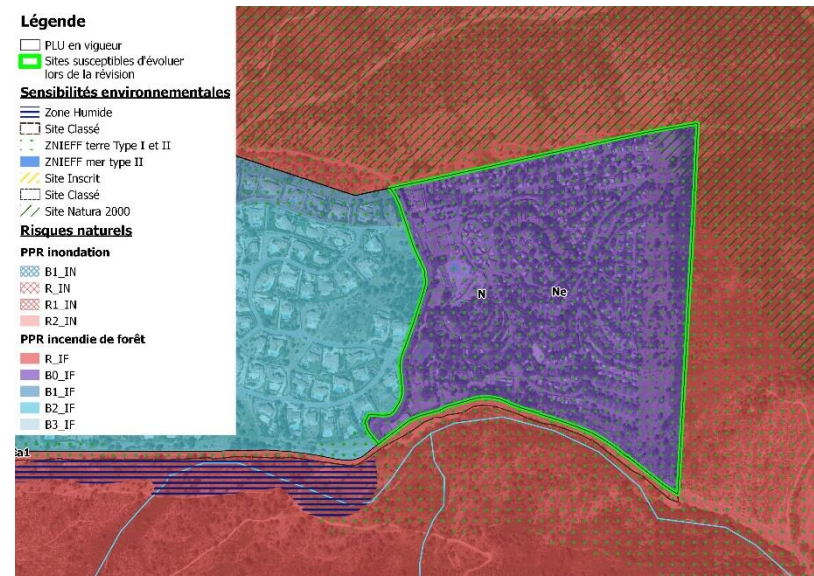 Légende
PLU en vigueur
Sites susceptibles d'évoluer
lors de la révision
Sensibilités environnementales
Zone Humide
Site Classé
ZNIEFF terre Type I et II
ZNIEFF mer type II
Site Inscrit
Site Classé
Site Natura 2000
Risques naturels
PPR inondation
B1_IN
R_IN
R1_IN
R2_IN
PPR incendie de forêt
R_IF
B0_IF
B1_IF
B2_IF
B3_IF
N
Ne